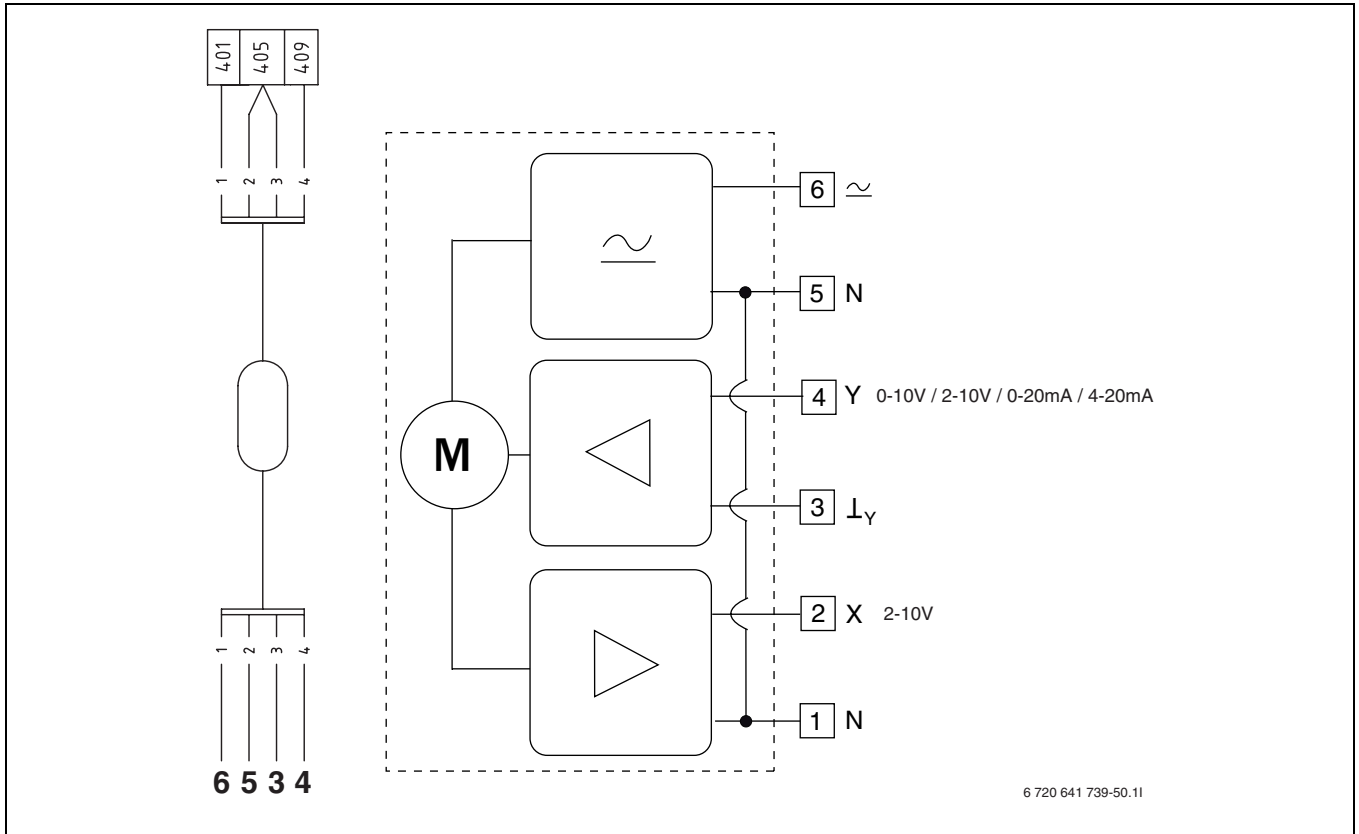 401 405 409
1 2 3 4
1 2 3 4
6 5 3 4
M
6 ≃
5 N
4 Y 0-10V / 2-10V / 0-20mA / 4-20mA
3 ⊥Y
2 X 2-10V
1 N
6 720 641 739-50.1I